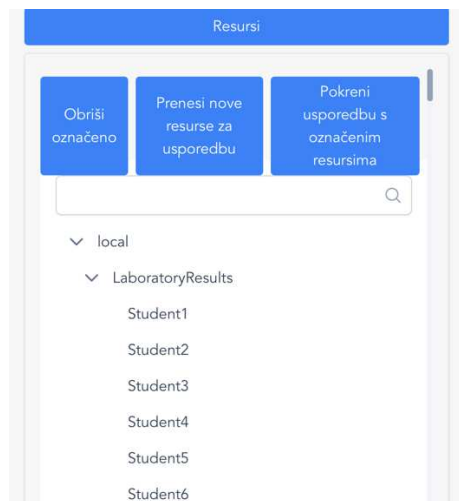 Resursi
Obriši
označeno
Prenesi nove
resurse za
usporedbu
Pokreni
usporedbu s
označenim
resursima
local
LaboratoryResults
Student1
Student2
Student3
Student4
Student5
Student6